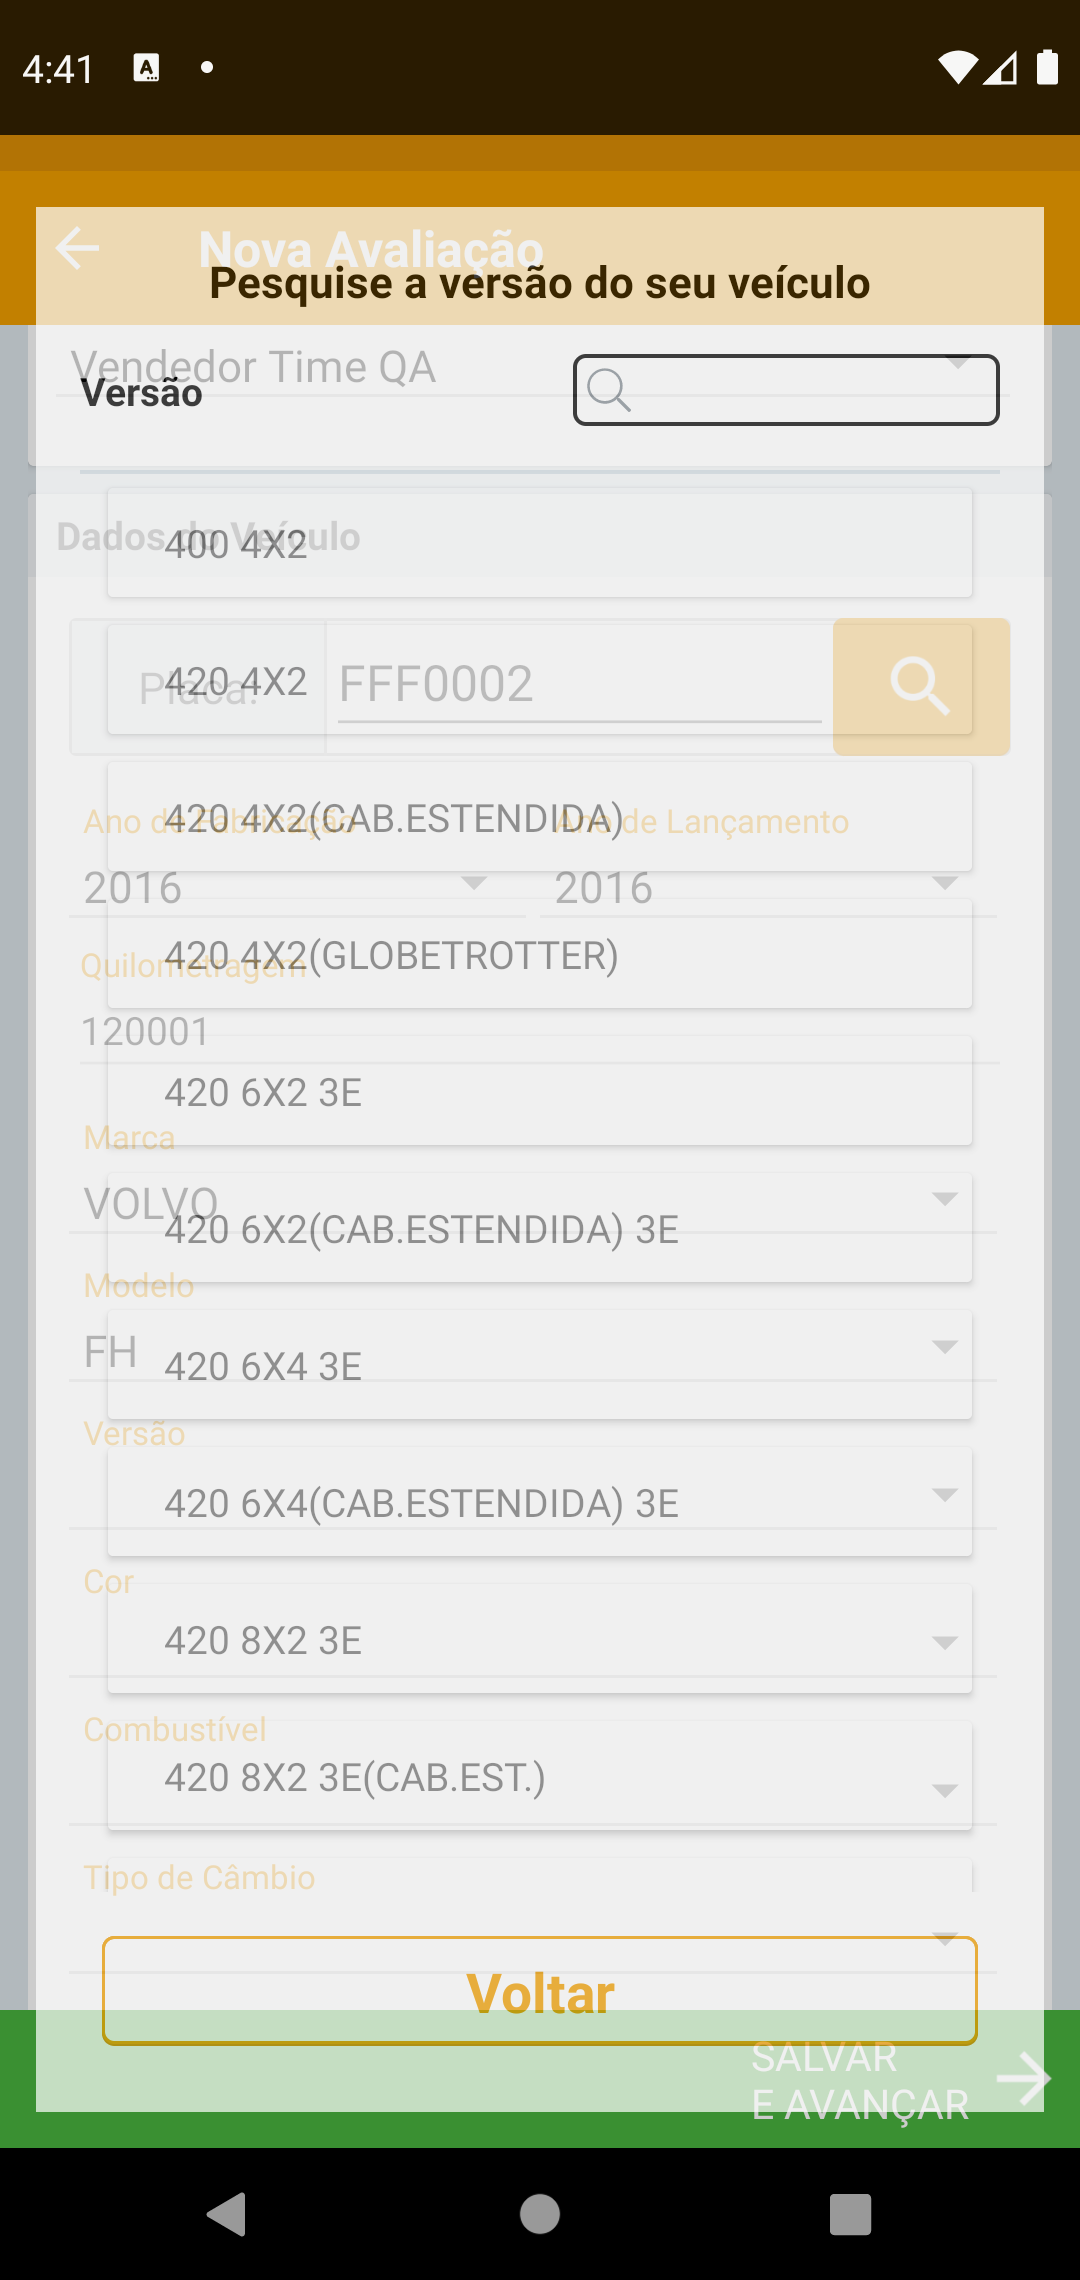 4:41
Nova Avaliação
Pesquise a versão do seu veículo
Vendedor Time QA
Versão
Dados do Veículo
400 4X2
Placa:
420 4X2
FFF0002
Ano de Fabricação
Ano de Lançamento
420 4X2(CAB.ESTENDIDA)
2016
2016
420 4X2(GLOBETROTTER)
Quilometragem
120001
420 6X2 3E
Marca
VOLVO
420 6X2(CAB.ESTENDIDA) 3E
Modelo
FH
420 6X4 3E
Versão
420 6X4(CAB.ESTENDIDA) 3E
Cor
420 8X2 3E
Combustível
420 8X2 3E(CAB.EST.)
Tipo de Câmbio
Voltar
SALVAR
E AVANÇAR